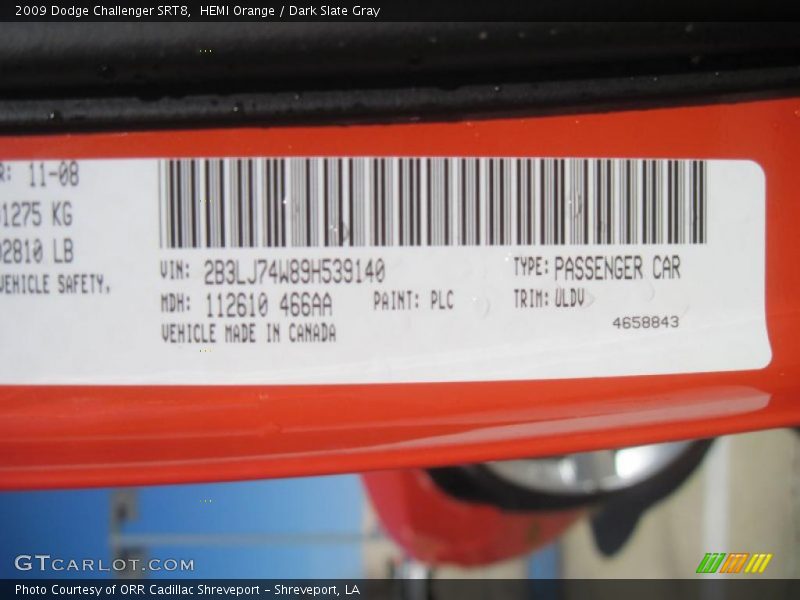 2009 Dodge Challenger SRT8, HEMI Orange / Dark Slate Gray
R: 11-08
1275 KG
2810 LB
VEHICLE SAFETY,
VIN: 2B3LJ74W89H539140
TYPE: PASSENGER CAR
MDH: 112610 466AA
PAINT: PLC
TRIM: ULDV
VEHICLE MADE IN CANADA
4658843
GTCARLOT.COM
Photo Courtesy of ORR Cadillac Shreveport - Shreveport, LA